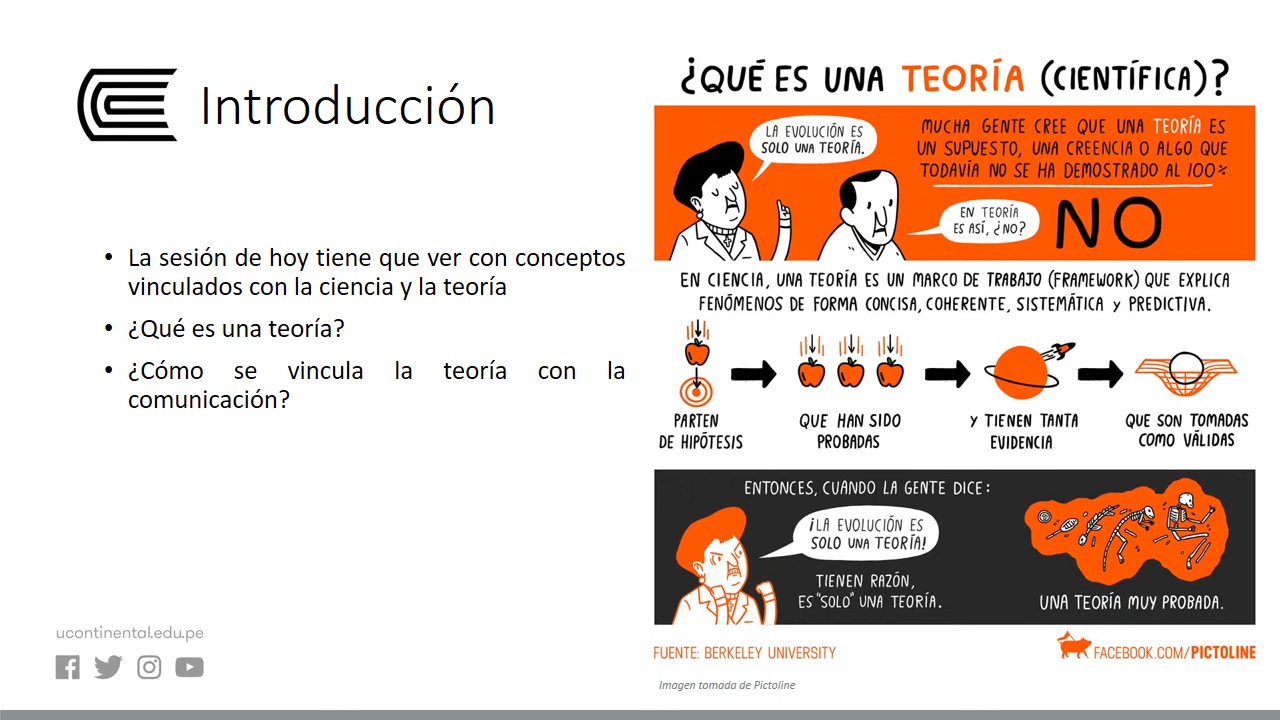 Introducción
• La sesión de hoy tiene que ver con conceptos
vinculados con la ciencia y la teoría
• ¿Qué es una teoría?
• ¿Cómo se vincula la teoría con la
comunicación?
ucontinental.edu.pe
¿QUÉ ES UNA TEORÍA (CIENTÍFICA)?
LA EVOLUCIÓN ES
SOLO UNA TEORÍA.
MUCHA GENTE CREE QUE UNA TEORÍA ES
UN SUPUESTO, UNA CREENCIA O ALGO QUE
TODAVÍA NO SE HA DEMOSTRADO AL 100%
EN TEORÍA
ES ASÍ, ¿NO?
NO
EN CIENCIA, UNA TEORÍA ES UN MARCO DE TRABAJO (FRAMEWORK) QUE EXPLICA
FENÓMENOS DE FORMA CONCISA, COHERENTE, SISTEMÁTICA Y PREDICTIVA.
PARTEN
DE HIPÓTESIS
QUE HAN SIDO
PROBADAS
Y TIENEN TANTA
EVIDENCIA
QUE SON TOMADAS
COMO VÁLIDAS
ENTONCES, CUANDO LA GENTE DICE:
¡LA EVOLUCIÓN ES
SOLO UNA TEORÍA!
TIENEN RAZÓN,
ES "SOLO" UNA TEORÍA.
UNA TEORÍA MUY PROBADA.
FUENTE: BERKELEY UNIVERSITY
FACEBOOK.COM/PICTOLINE
Imagen tomada de Pictoline